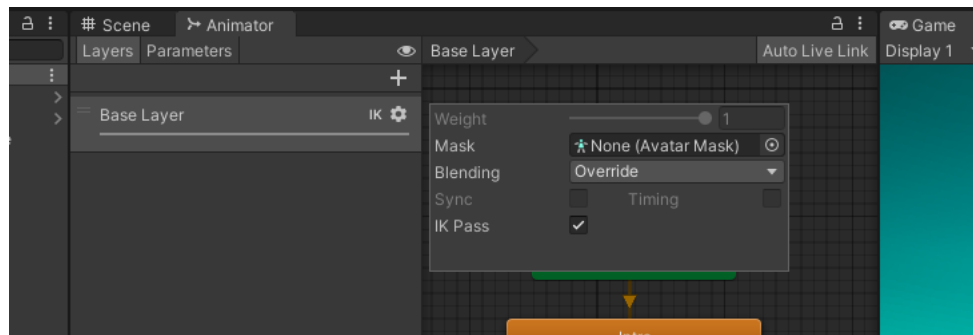 Scene Animator Game
Layers Parameters Base Layer Auto Live Link Display 1
Base Layer IK
Weight 1
Mask None (Avatar Mask)
Blending Override
Sync Timing
IK Pass